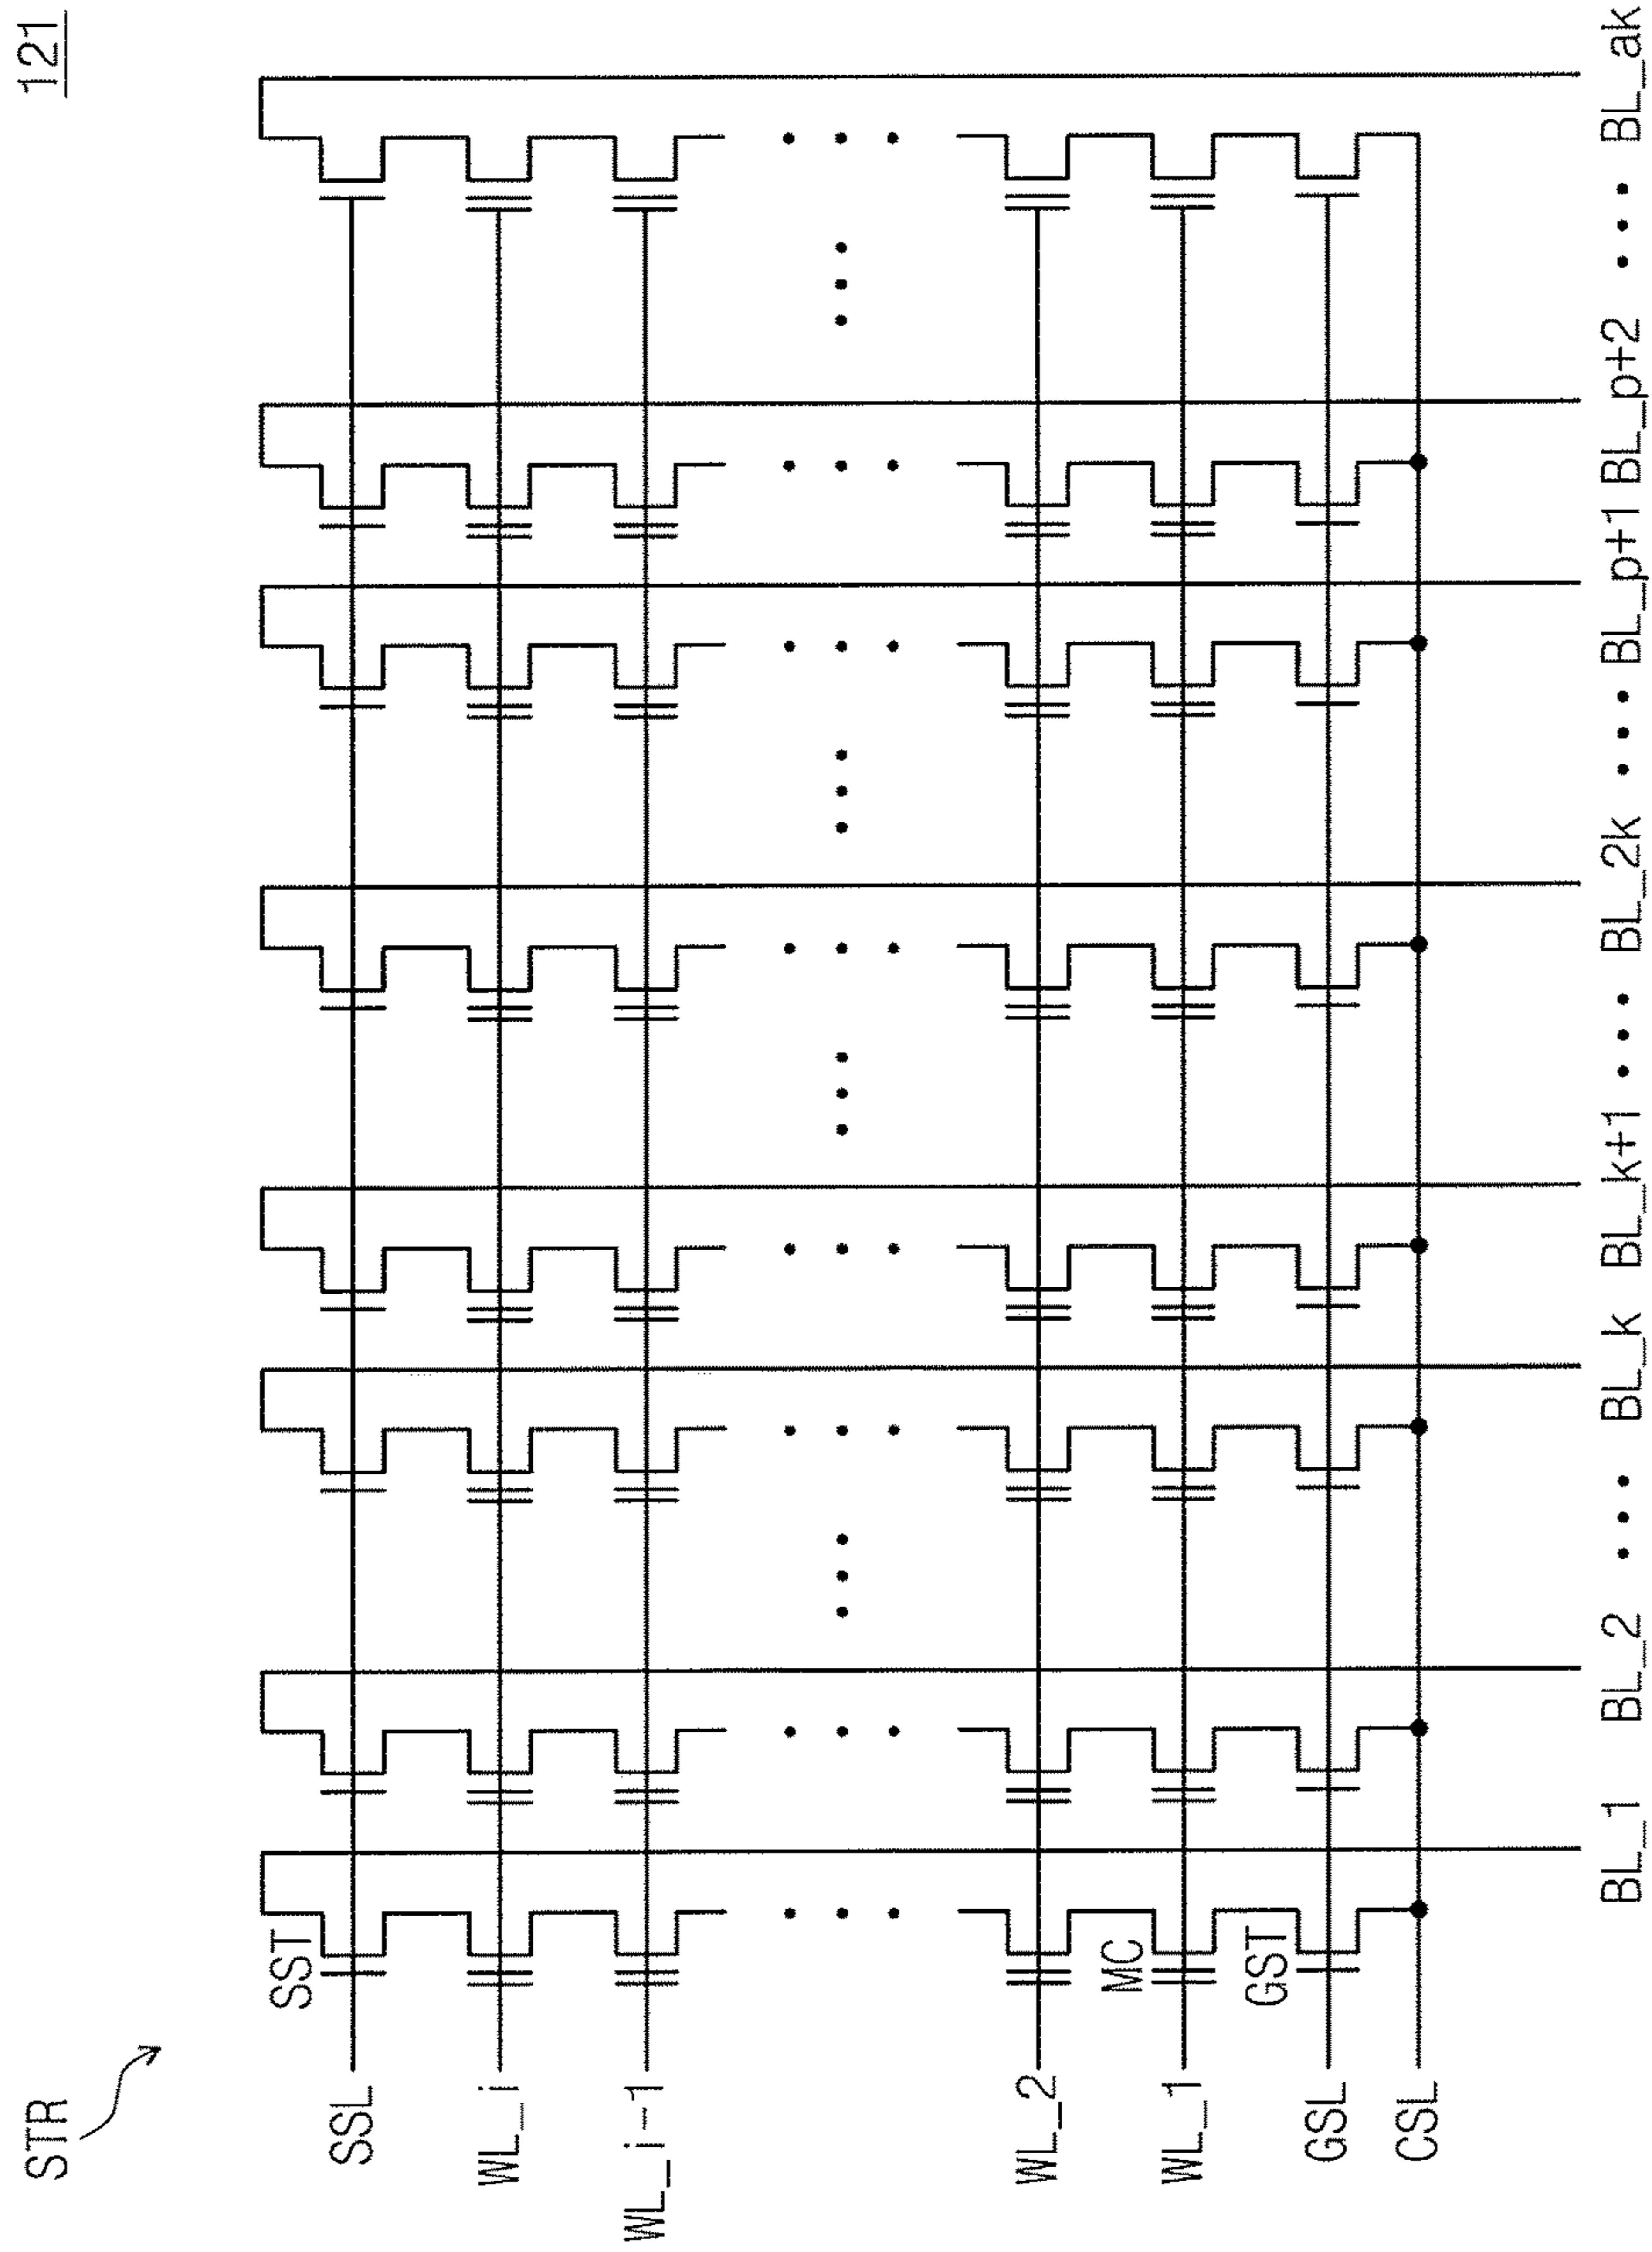 121
STR
SSL
WL_i
WL_i-1
WL_2
WL_1
GSL
CSL
SST
MC
GST
BL_1 BL_2 • • • BL_k BL_k+1 • • • BL_2k • • • BL_p+1 BL_p+2 • • • BL_ak